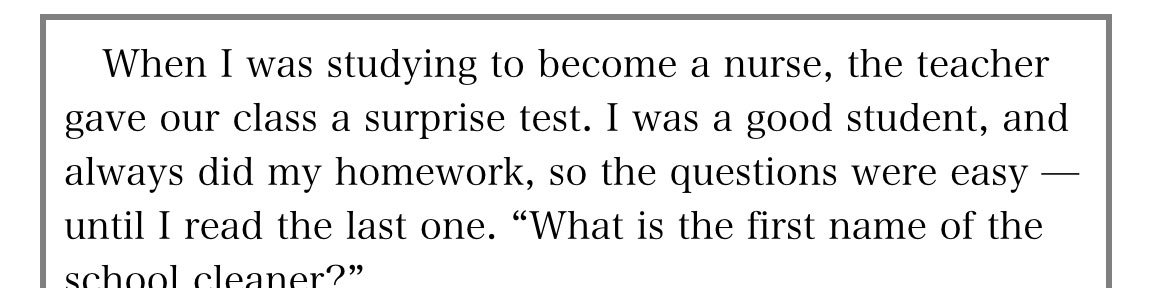 When I was studying to become a nurse, the teacher
gave our class a surprise test. I was a good student, and
always did my homework, so the questions were easy —
until I read the last one. “What is the first name of the
school cleaner?”